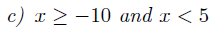 c) x ≥ −10 and x < 5